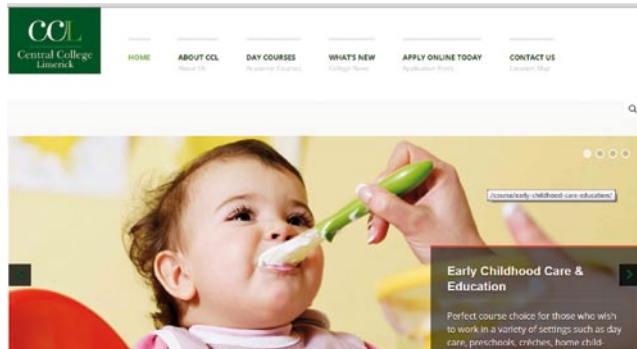 CCL
Central College
Limerick
HOME
ABOUT CCL
DAY COURSES
WHAT'S NEW
APPLY ONLINE TODAY
CONTACT US
About Us
Academic Courses
College News
Application Form
Location Map
/course/early-childhood-care-education/
Early Childhood Care &
Education
Perfect course choice for those who wish
to work in a variety of settings such as day
care, preschools, crèches, home child-